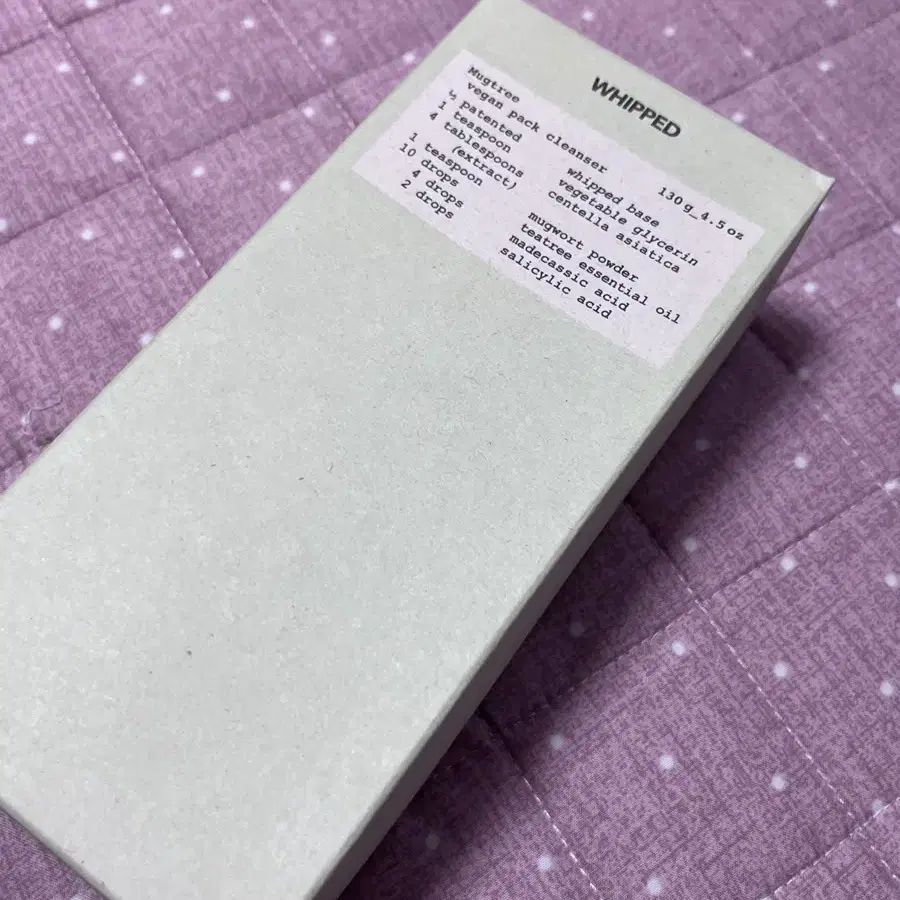 WHIPPED
Mugtree
vegan pack cleanser 130g_4.5oz
½ patented whipped base
1 teaspoon vegetable glycerin
4 tablespoons centella asiatica
(extract)
1 teaspoon mugwort powder
10 drops teatree essential oil
4 drops madecassic acid
2 drops salicylic acid